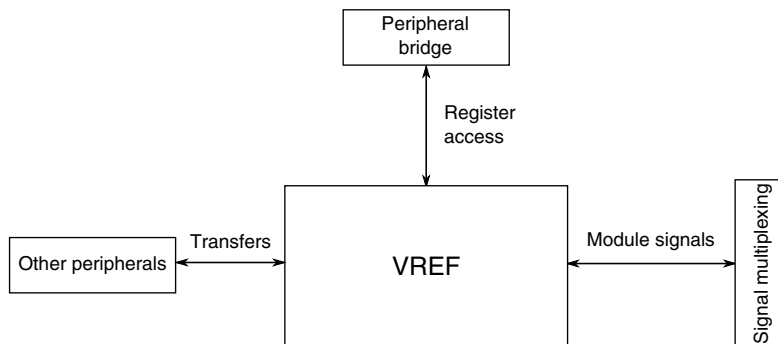 Peripheral
bridge
Register
access
Signal multiplexing
Module signals
Transfers
Other peripherals
VREF